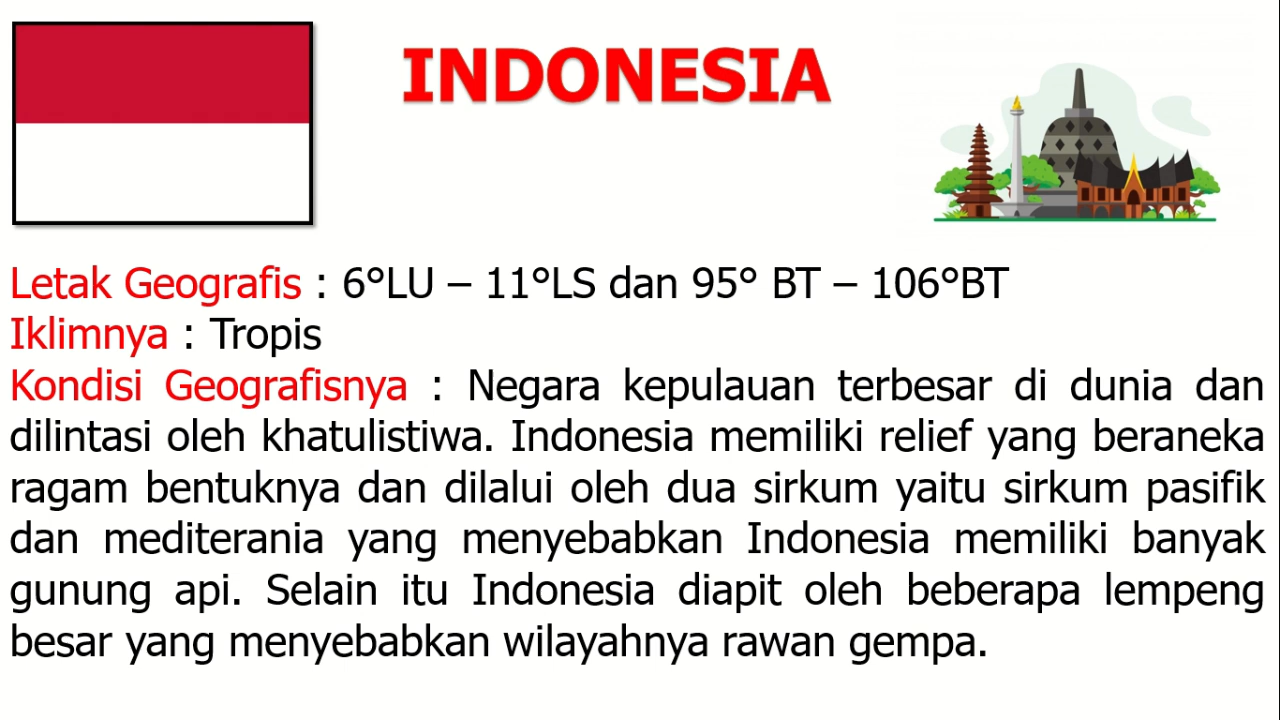 INDONESIA
Letak Geografis : 6°LU – 11°LS dan 95° BT – 106°BT
Iklimnya : Tropis
Kondisi Geografisnya : Negara kepulauan terbesar di dunia dan
dilintasi oleh khatulistiwa. Indonesia memiliki relief yang beraneka
ragam bentuknya dan dilalui oleh dua sirkum yaitu sirkum pasifik
dan mediterania yang menyebabkan Indonesia memiliki banyak
gunung api. Selain itu Indonesia diapit oleh beberapa lempeng
besar yang menyebabkan wilayahnya rawan gempa.